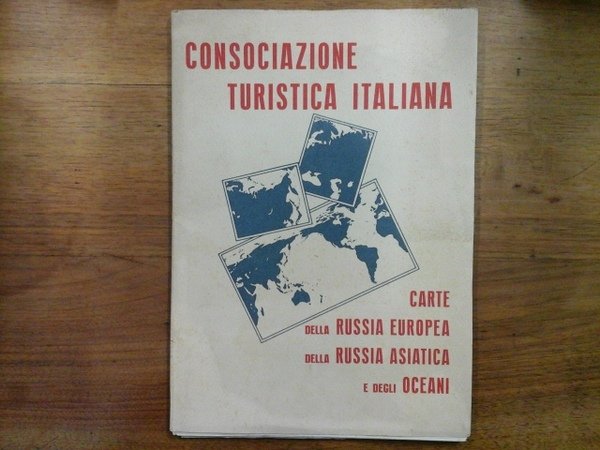 CONSOCIAZIONE
TURISTICA ITALIANA
CARTE
DELLA RUSSIA EUROPEA
DELLA RUSSIA ASIATICA
E DEGLI OCEANI